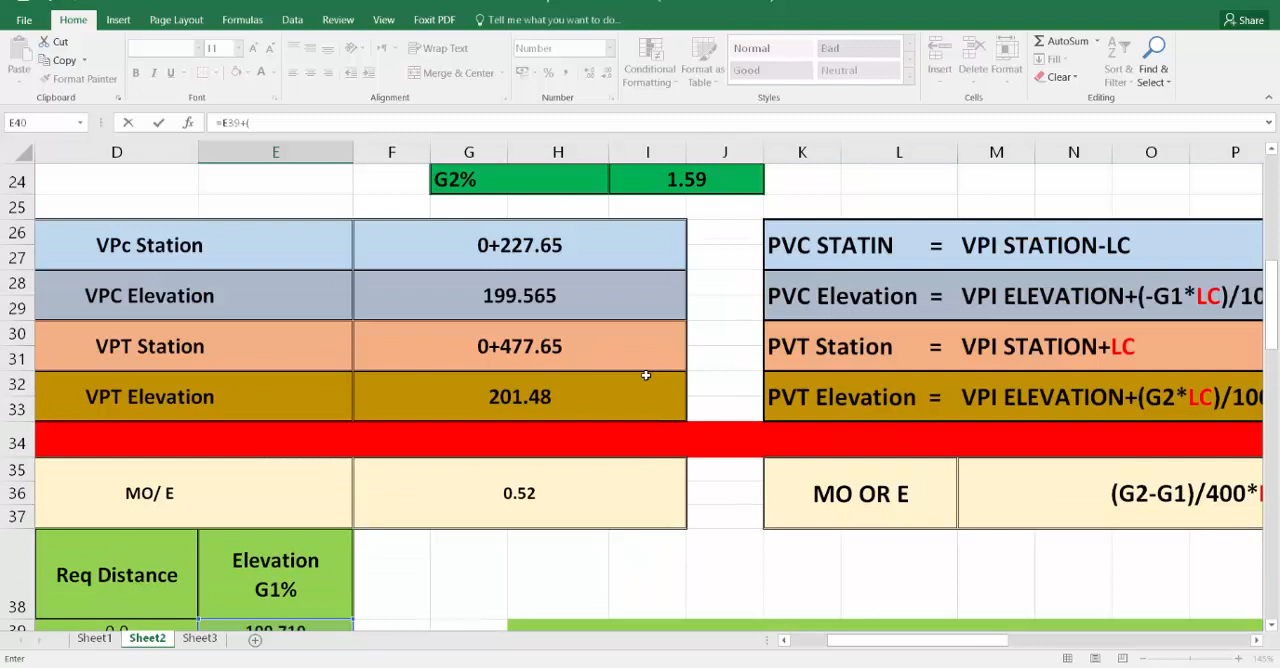 File Home Insert Page Layout Formulas Data Review View Foxit PDF Tell me what you want to do... Share
Paste Cut Copy Format Painter Clipboard
11 B I U A Font
Wrap Text Merge & Center Alignment
Number % Number
Conditional Formatting Format as Table Normal Bad Good Neutral Styles
Insert Delete Format Cells
AutoSum Fill Clear Sort & Filter Find & Select Editing
E40 fx =E39+(
D E F G H I J K L M N O P
24 G2% 1.59
25
26 VPc Station 0+227.65 PVC STATIN = VPI STATION-LC
27
28 VPC Elevation 199.565 PVC Elevation = VPI ELEVATION+(-G1*LC)/10
29
30 VPT Station 0+477.65 PVT Station = VPI STATION+LC
31
32 VPT Elevation 201.48 PVT Elevation = VPI ELEVATION+(G2*LC)/100
33
34
35
36 MO/ E 0.52 MO OR E (G2-G1)/400*
37
38 Req Distance Elevation
G1%
39 0.0 199.710
Sheet1 Sheet2 Sheet3
Enter 145%